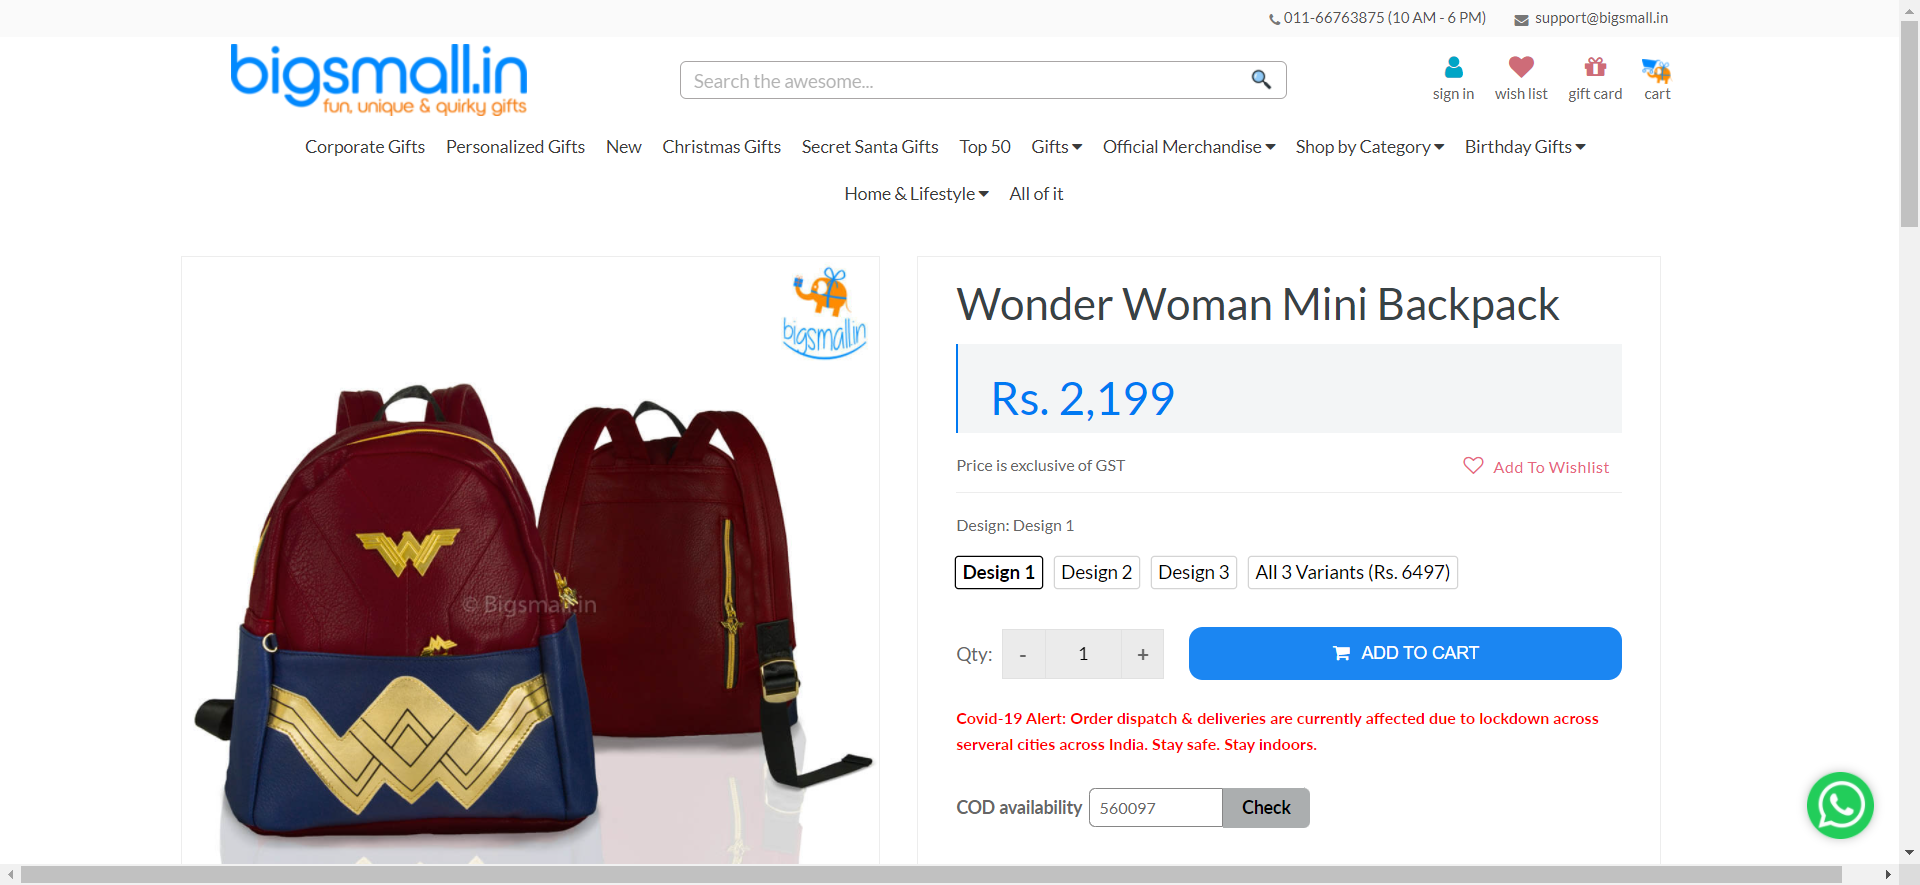 011-66763875 (10 AM - 6 PM) support@bigsmall.in
bigsmall.in
fun, unique & quirky gifts
Search the awesome...
sign in wish list gift card cart
Corporate Gifts Personalized Gifts New Christmas Gifts Secret Santa Gifts Top 50 Gifts Official Merchandise Shop by Category Birthday Gifts
Home & Lifestyle All of it
bigsmall.in
© Bigsmall.in
Wonder Woman Mini Backpack
Rs. 2,199
Price is exclusive of GST Add To Wishlist
Design: Design 1
Design 1 Design 2 Design 3 All 3 Variants (Rs. 6497)
Qty: - 1 + ADD TO CART
Covid-19 Alert: Order dispatch & deliveries are currently affected due to lockdown across
serveral cities across India. Stay safe. Stay indoors.
COD availability 560097 Check